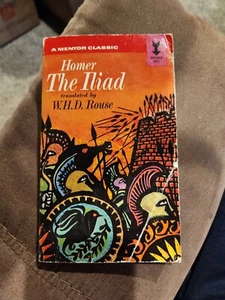 A MENTOR CLASSIC
Homer
The Iliad
translated by
W.H.D. Rouse